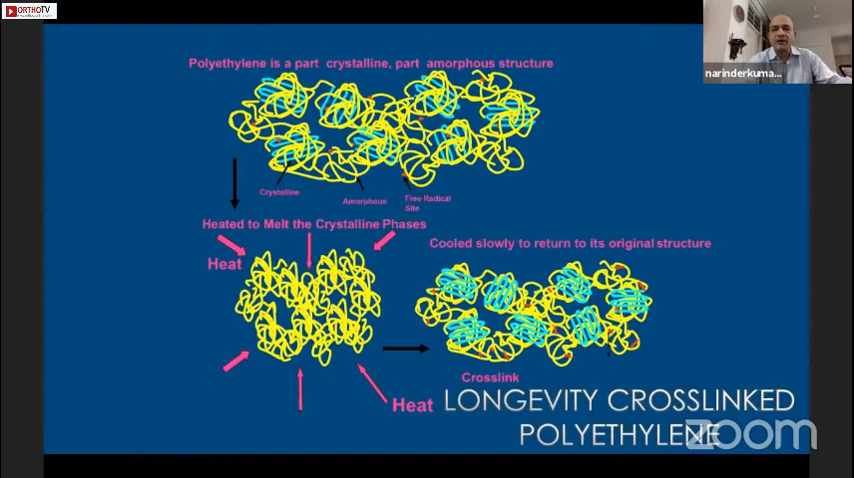 ORTHOTV
narinderkuma...
Polyethylene is a part crystalline, part amorphous structure
Crystalline
Amorphous
Free Radical
Site
Heated to Melt the Crystalline Phases
Heat
Cooled slowly to return to its original structure
Crosslink
Heat
LONGEVITY CROSSLINKED
POLYETHYLENE
zoom